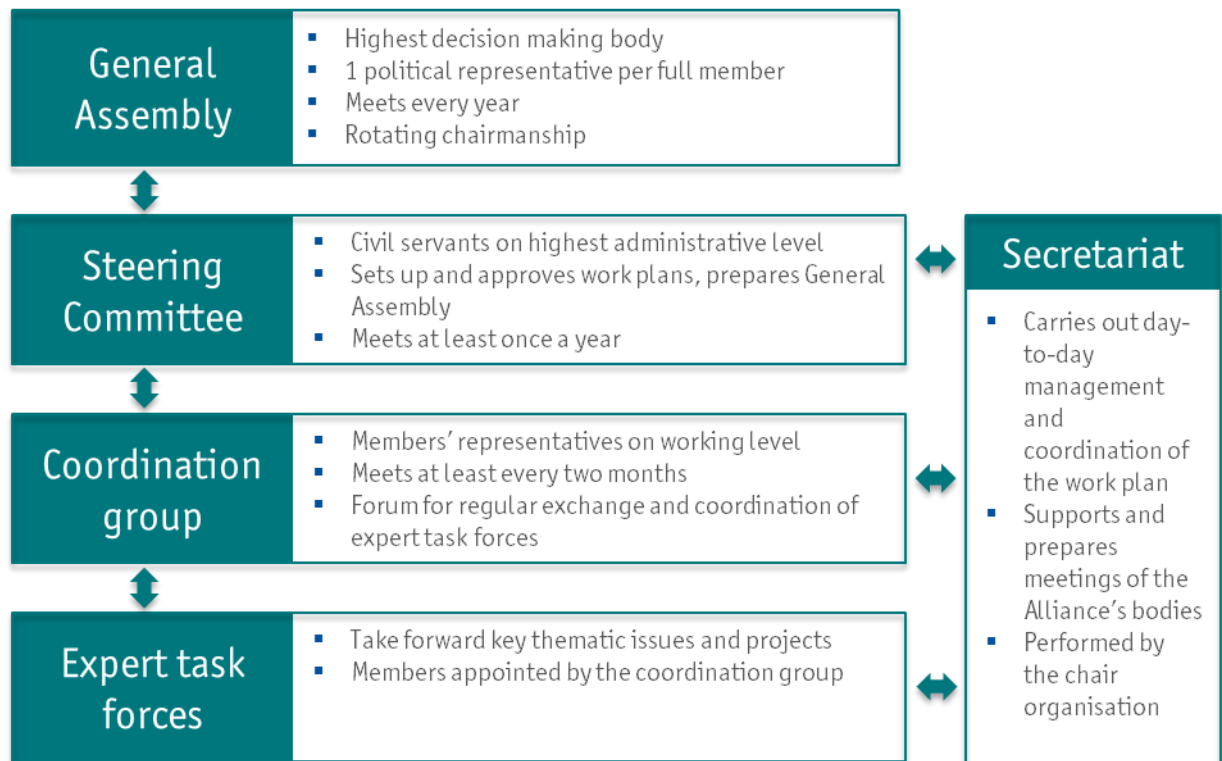 General
Assembly
Highest decision making body
1 political representative per full member
Meets every year
Rotating chairmanship
Steering
Committee
Civil servants on highest administrative level
Sets up and approves work plans, prepares General
Assembly
Meets at least once a year
Coordination
group
Members' representatives on working level
Meets at least every two months
Forum for regular exchange and coordination of
expert task forces
Expert task
forces
Take forward key thematic issues and projects
Members appointed by the coordination group
Secretariat
Carries out day-
to-day
management
and
coordination of
the work plan
Supports and
prepares
meetings of the
Alliance's bodies
Performed by
the chair
organisation